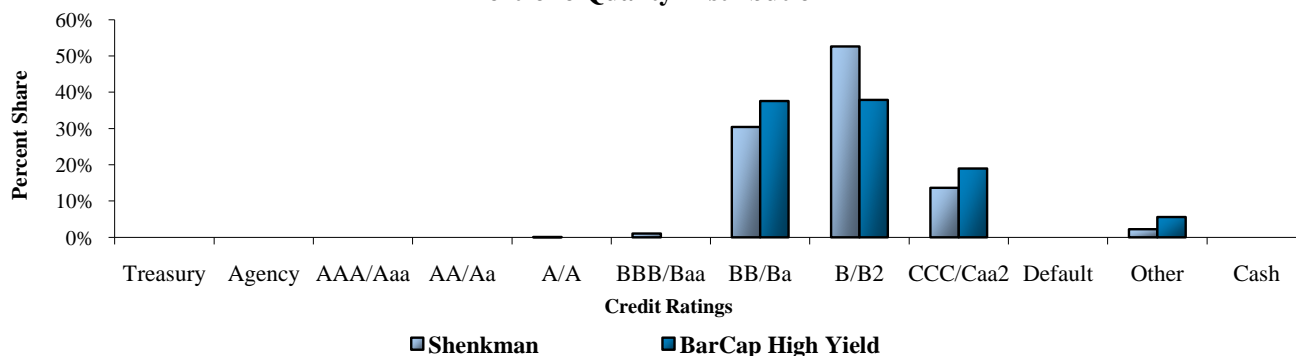 60%
50%
40%
30%
20%
10%
0%
Percent Share
Treasury Agency AAA/Aaa AA/Aa A/A BBB/Baa BB/Ba B/B2 CCC/Caa2 Default Other Cash
Credit Ratings
Shenkman BarCap High Yield